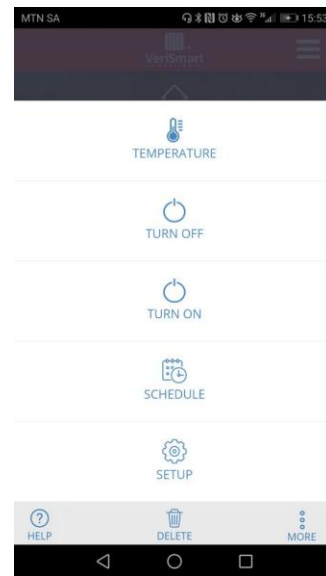 MTN SA 15:53
VeriSmart
TEMPERATURE
TURN OFF
TURN ON
SCHEDULE
SETUP
HELP DELETE MORE